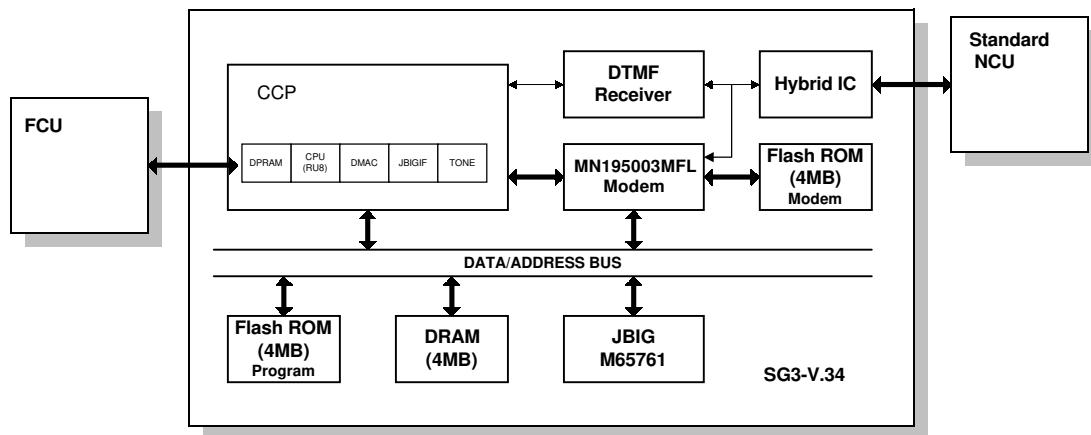 FCU
CCP
DPRAM
CPU
(RU8)
DMAC
JBIGIF
TONE
DTMF
Receiver
Hybrid IC
Standard
NCU
MN195003MFL
Modem
Flash ROM
(4MB)
Modem
DATA/ADDRESS BUS
Flash ROM
(4MB)
Program
DRAM
(4MB)
JBIG
M65761
SG3-V.34